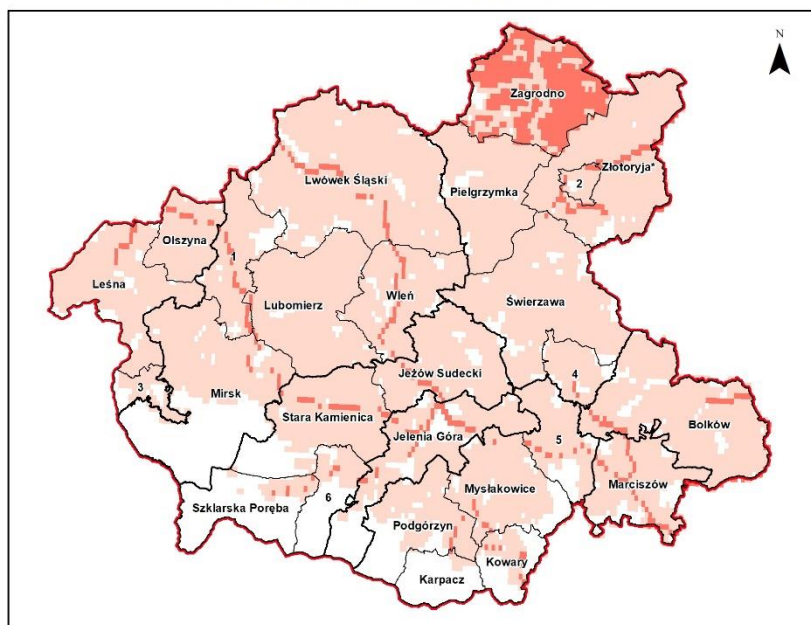 N
Zagrodno
Złotoryja*
2
Lwówek Śląski
Pielgrzymka
Olszyna
1
Leśna
Lubomierz
Wleń
Świerzawa
3
Mirsk
Jeżów Sudecki
4
Stara Kamienica
Bolków
Jelenia Góra
5
Marciszów
Mysłakowice
6
Szklarska Poręba
Podgórzyn
Kowary
Karpacz